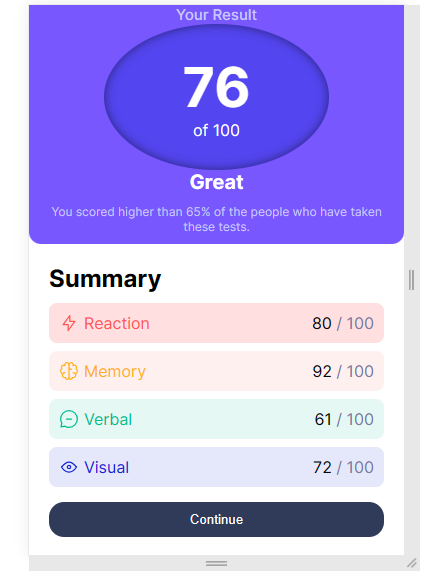 Your Result
76
of 100
Great
You scored higher than 65% of the people who have taken
these tests.
Summary
Reaction 80 / 100
Memory 92 / 100
Verbal 61 / 100
Visual 72 / 100
Continue